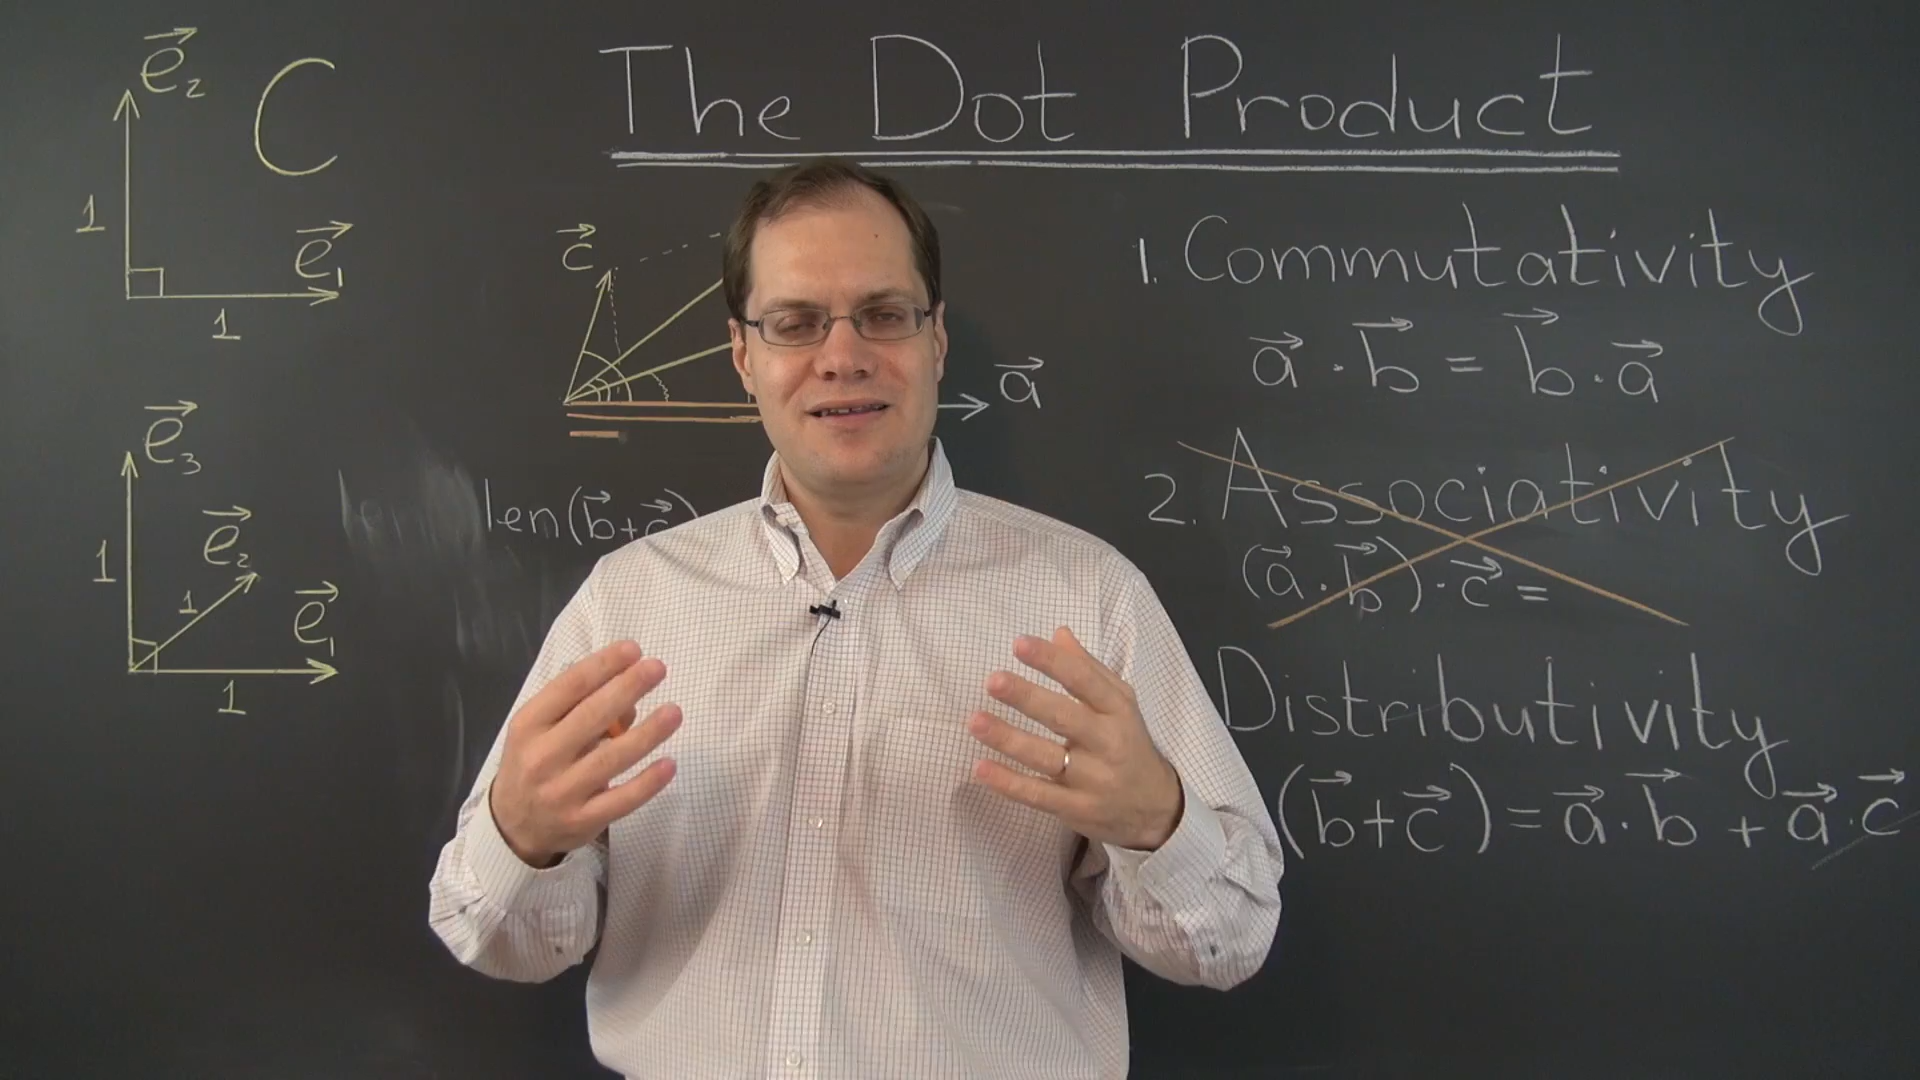 The Dot Product
e⃗₂
C
1
e⃗₁
1
c⃗
a⃗
e⃗₃
e⃗₂
1
1
e⃗₁
1
len(b⃗+c⃗)
1. Commutativity
a⃗ · b⃗ = b⃗ · a⃗
2. Associativity
(a⃗ · b⃗) · c⃗ =
Distributivity
(b⃗+c⃗) = a⃗ · b⃗ + a⃗ · c⃗